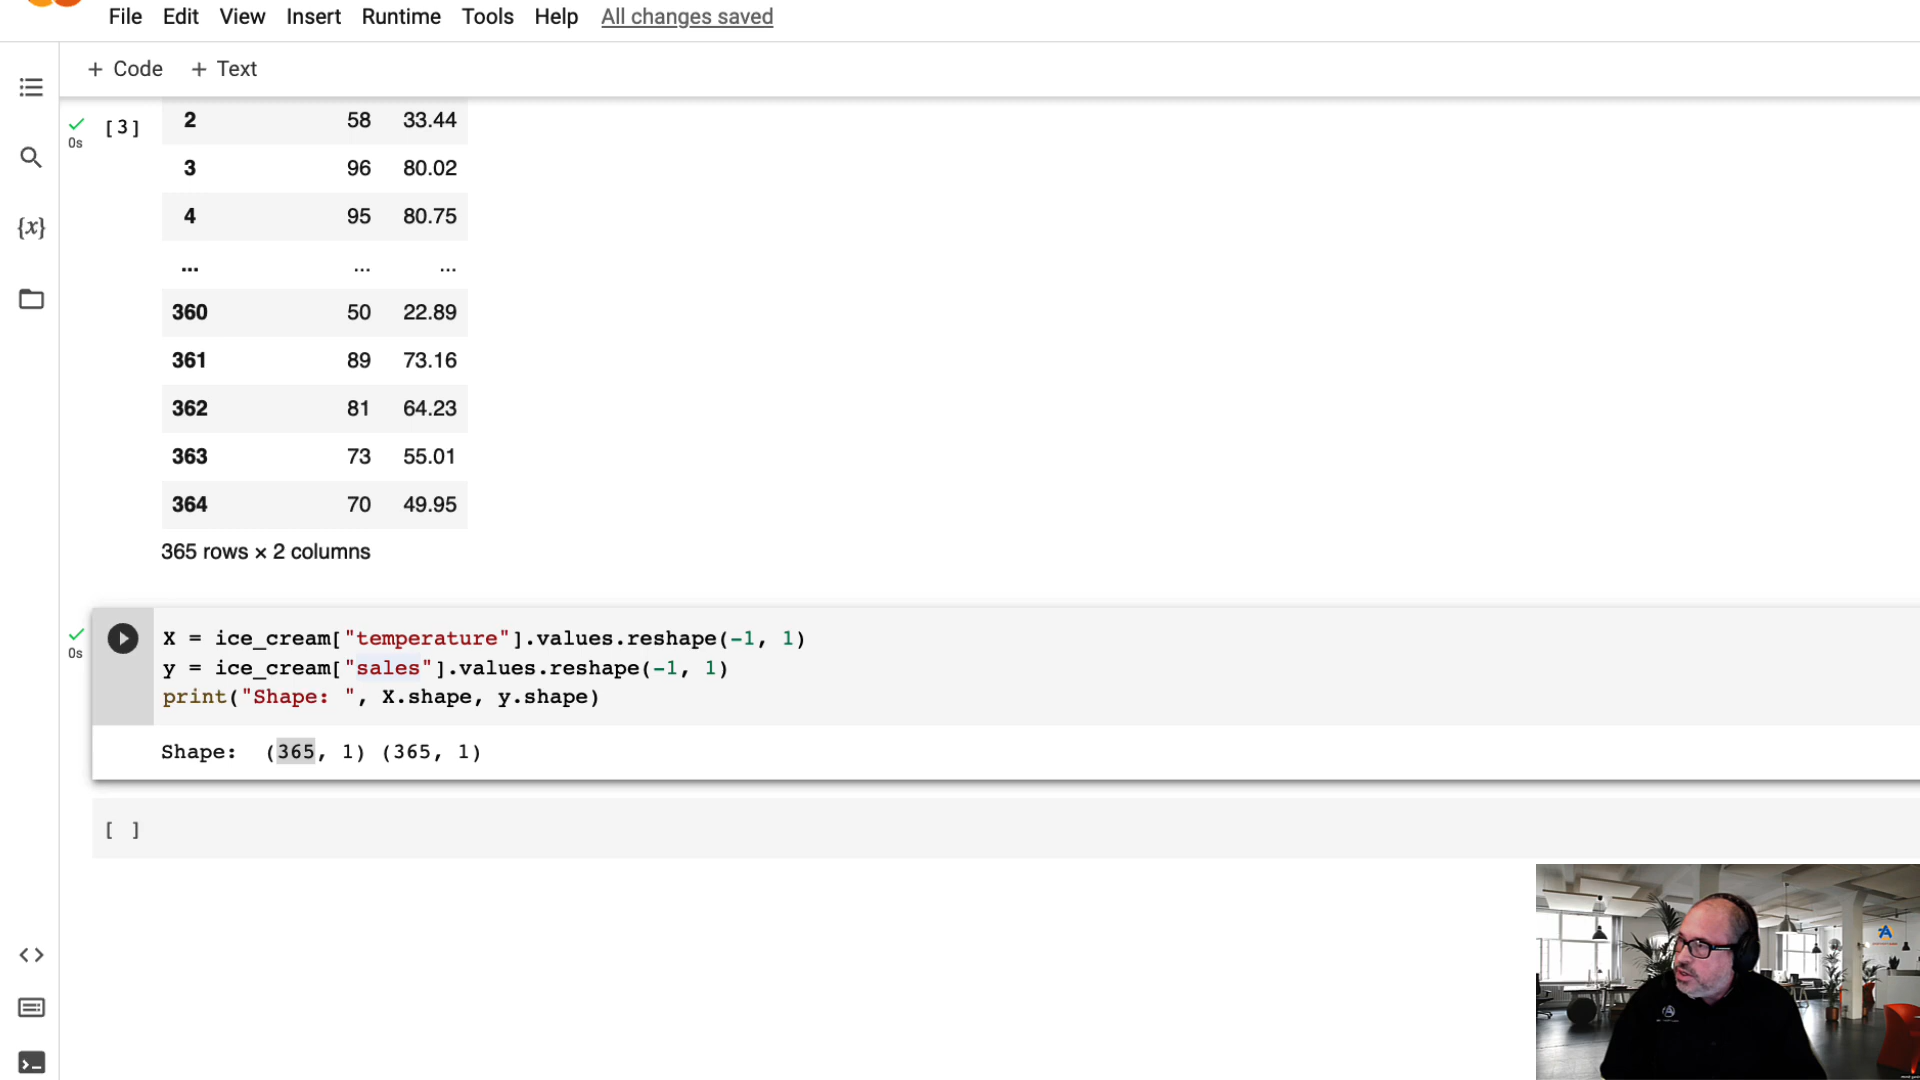 File Edit View Insert Runtime Tools Help All changes saved
+ Code + Text
[3]
0s
2 58 33.44
3 96 80.02
4 95 80.75
... ... ...
360 50 22.89
361 89 73.16
362 81 64.23
363 73 55.01
364 70 49.95
365 rows × 2 columns
0s
X = ice_cream["temperature"].values.reshape(-1, 1)
y = ice_cream["sales"].values.reshape(-1, 1)
print("Shape: ", X.shape, y.shape)
Shape:  (365, 1) (365, 1)
[ ]
{x}